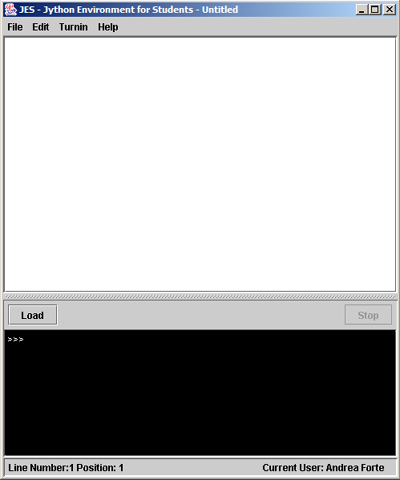 JES - Jython Environment for Students - Untitled
File Edit Turnin Help
Load Stop
>>>
Line Number:1 Position: 1 Current User: Andrea Forte